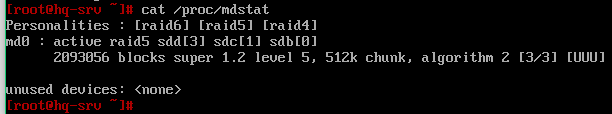 [root@hq-srv ~]# cat /proc/mdstat
Personalities : [raid6] [raid5] [raid4]
md0 : active raid5 sdd[3] sdc[1] sdb[0]
      2093056 blocks super 1.2 level 5, 512k chunk, algorithm 2 [3/3] [UUU]

unused devices: <none>
[root@hq-srv ~]#